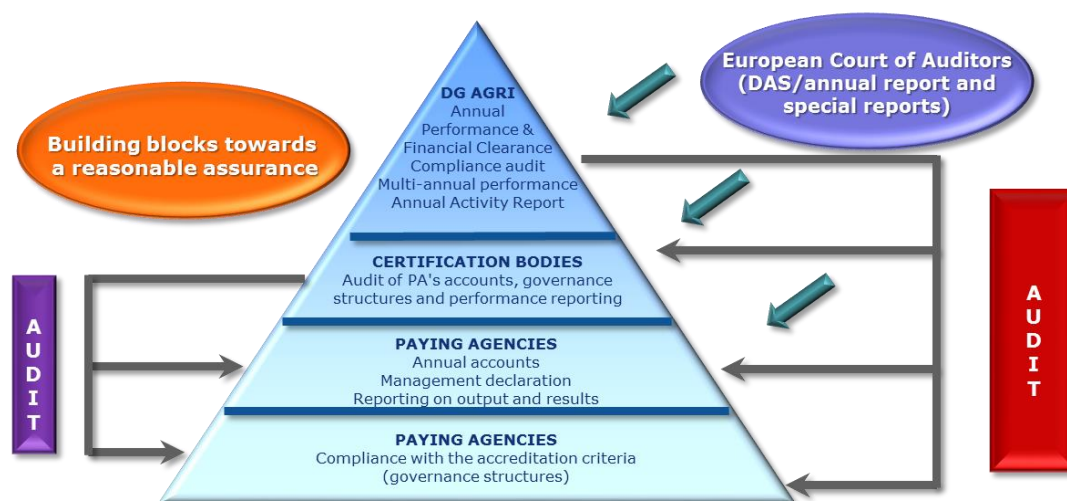 European Court of Auditors
(DAS/annual report and
special reports)
Building blocks towards
a reasonable assurance
DG AGRI
Annual
Performance &
Financial Clearance
Compliance audit
Multi-annual performance
Annual Activity Report
CERTIFICATION BODIES
Audit of PA's accounts, governance
structures and performance reporting
PAYING AGENCIES
Annual accounts
Management declaration
Reporting on output and results
PAYING AGENCIES
Compliance with the accreditation criteria
(governance structures)
AUDIT
AUDIT